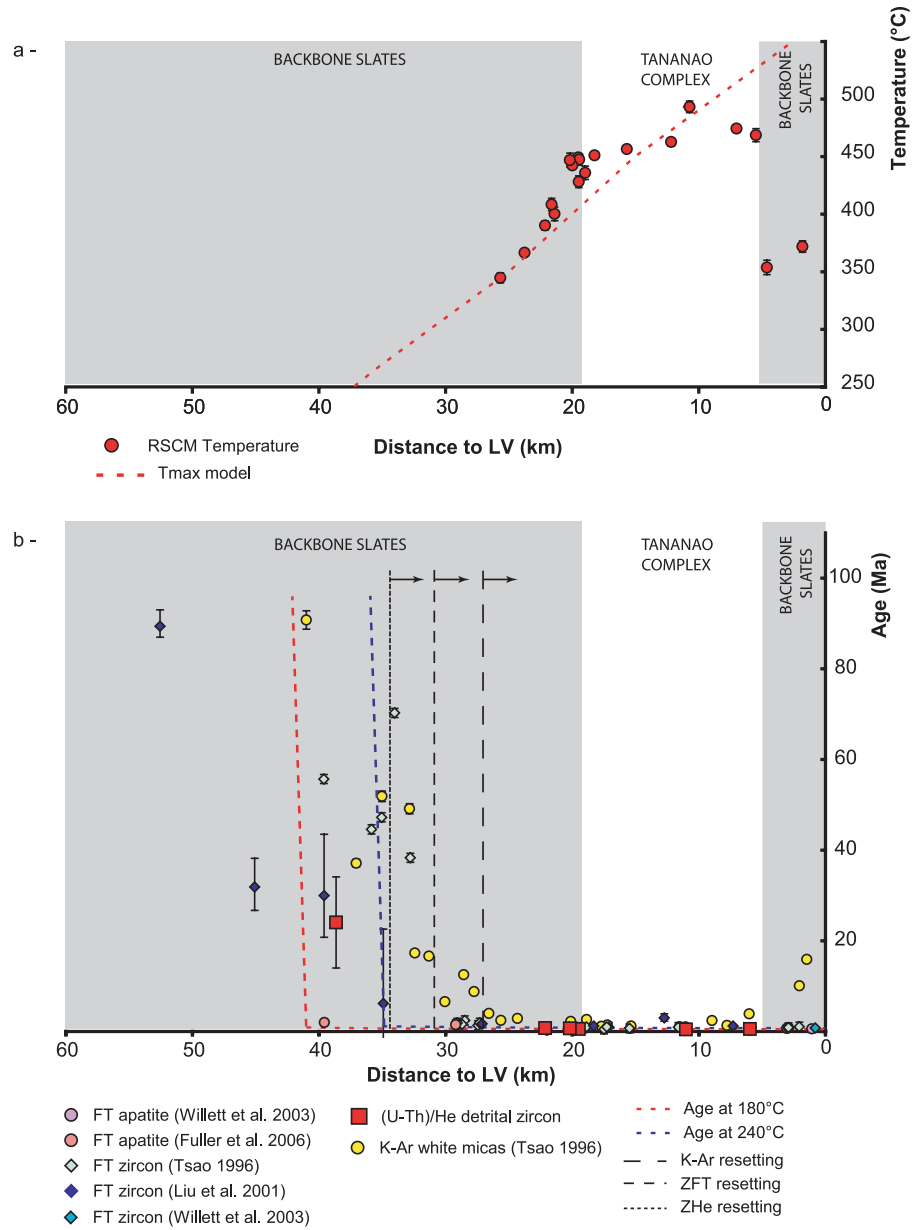 a -
BACKBONE SLATES
TANANAO
COMPLEX
BACKBONE
SLATES
Temperature (°C)
500
450
400
350
300
250
60
50
40
30
20
10
0
Distance to LV (km)
RSCM Temperature
Tmax model
b -
BACKBONE SLATES
TANANAO
COMPLEX
BACKBONE
SLATES
Age (Ma)
100
80
60
40
20
60
50
40
30
20
10
0
Distance to LV (km)
FT apatite (Willett et al. 2003)
FT apatite (Fuller et al. 2006)
FT zircon (Tsao 1996)
FT zircon (Liu et al. 2001)
FT zircon (Willett et al. 2003)
(U-Th)/He detrital zircon
K-Ar white micas (Tsao 1996)
Age at 180°C
Age at 240°C
K-Ar resetting
ZFT resetting
ZHe resetting